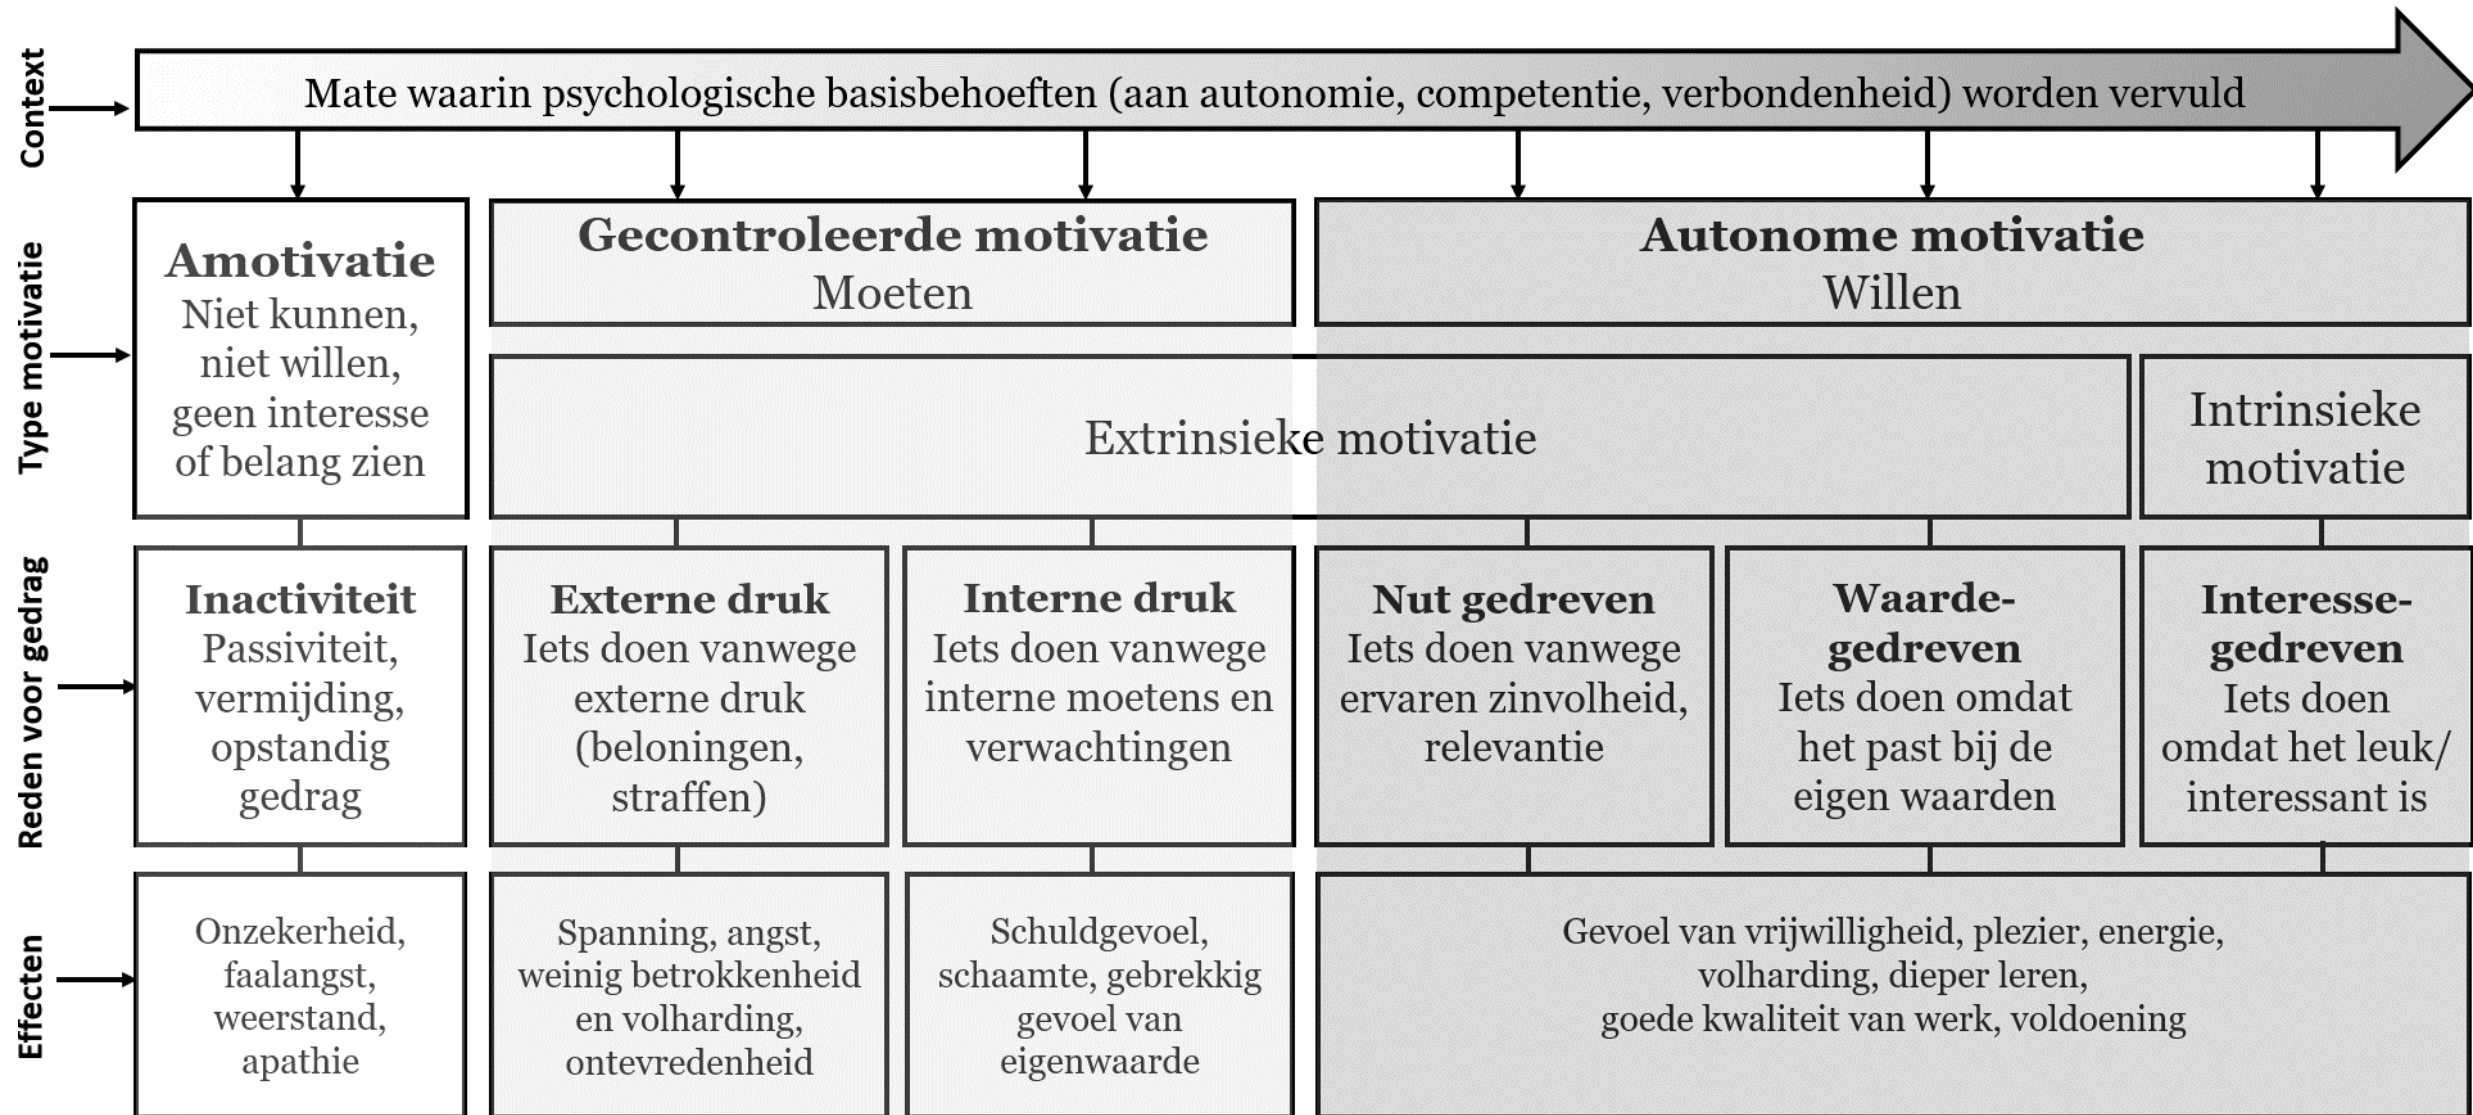 Context
Mate waarin psychologische basisbehoeften (aan autonomie, competentie, verbondenheid) worden vervuld
Type motivatie
Amotivatie
Niet kunnen,
niet willen,
geen interesse
of belang zien
Gecontroleerde motivatie
Moeten
Autonome motivatie
Willen
Extrinsieke motivatie
Intrinsieke
motivatie
Reden voor gedrag
Inactiviteit
Passiviteit,
vermijding,
opstandig
gedrag
Externe druk
Iets doen vanwege
externe druk
(beloningen,
straffen)
Interne druk
Iets doen vanwege
interne moetens en
verwachtingen
Nut gedreven
Iets doen vanwege
ervaren zinvolheid,
relevantie
Waarde-
gedreven
Iets doen omdat
het past bij de
eigen waarden
Interesse-
gedreven
Iets doen
omdat het leuk/
interessant is
Effecten
Onzekerheid,
faalangst,
weerstand,
apathie
Spanning, angst,
weinig betrokkenheid
en volharding,
ontevredenheid
Schuldgevoel,
schaamte, gebrekkig
gevoel van
eigenwaarde
Gevoel van vrijwilligheid, plezier, energie,
volharding, dieper leren,
goede kwaliteit van werk, voldoening